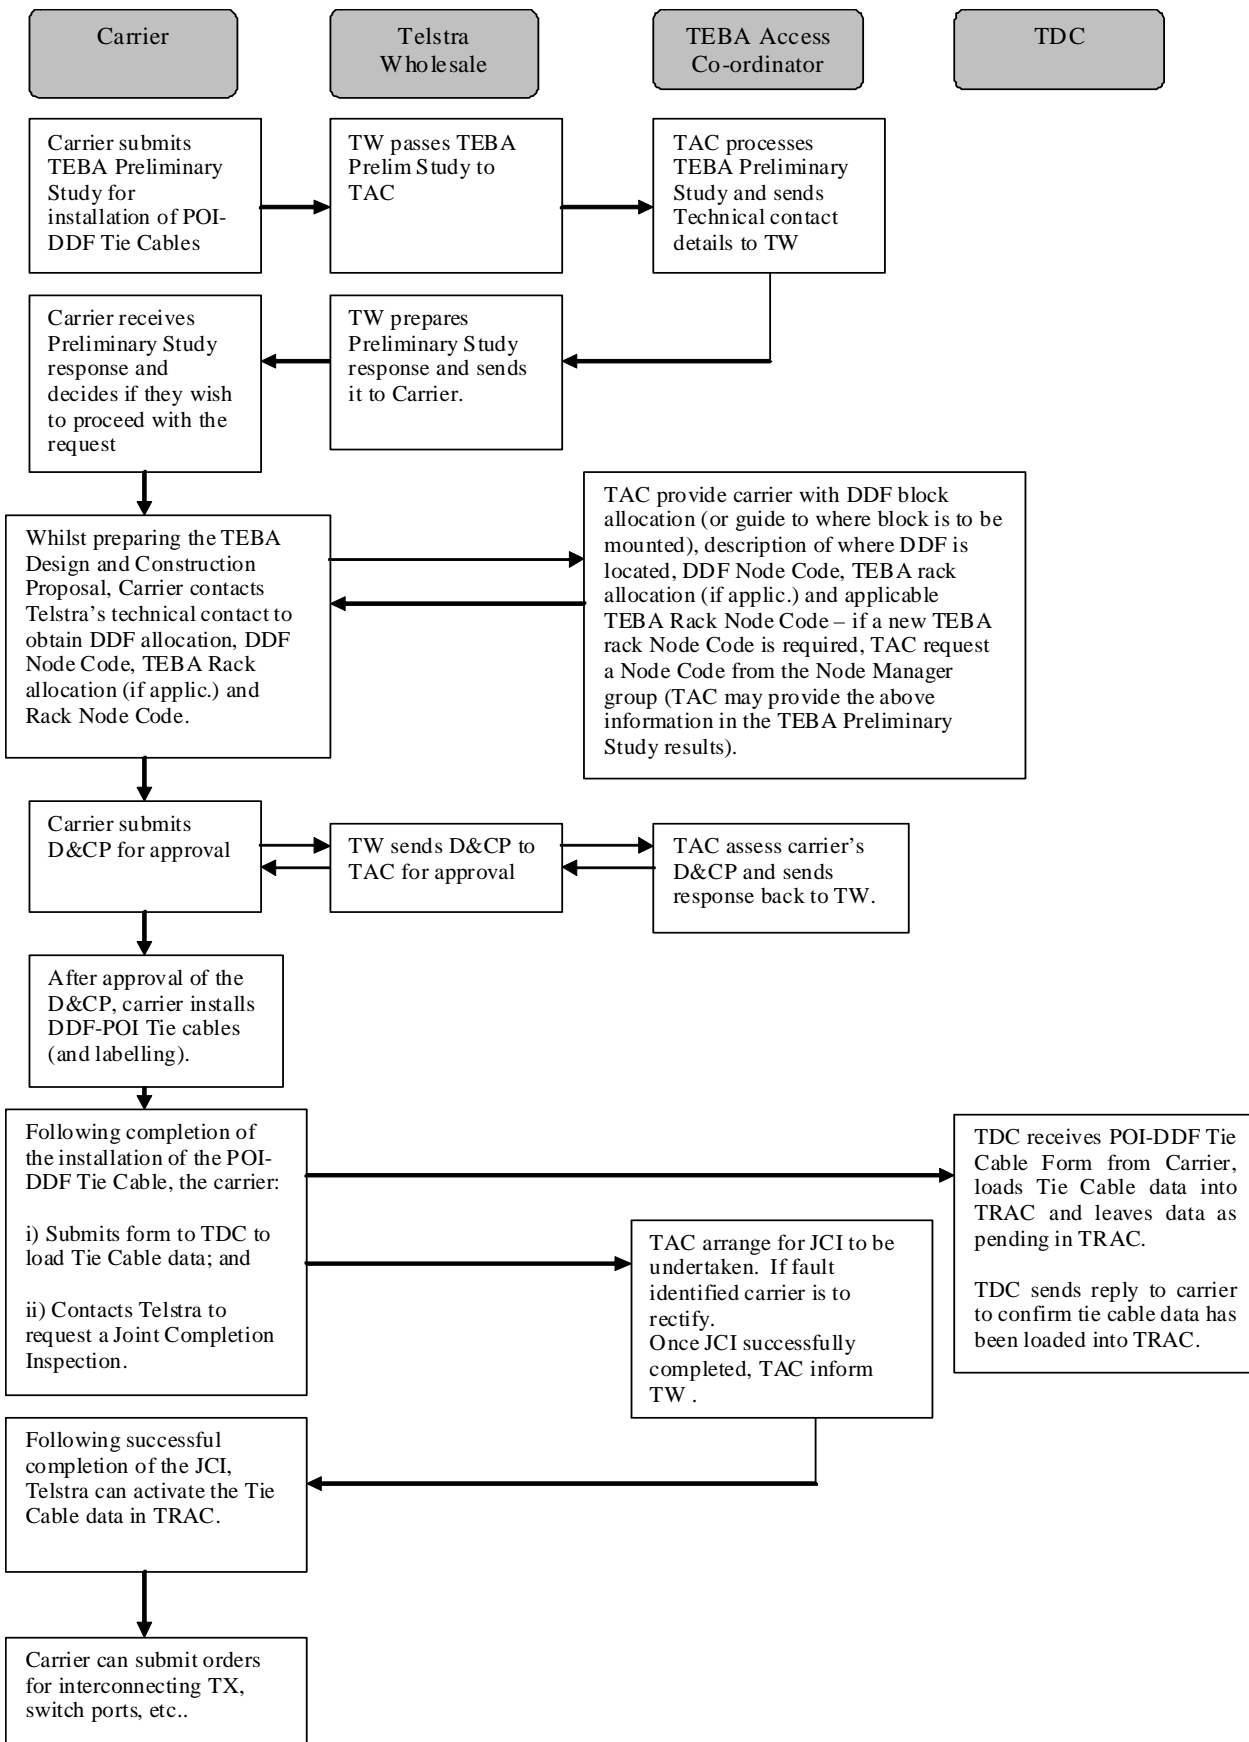 Carrier
Telstra
Wholesale
TEBA Access
Co-ordinator
TDC
Carrier submits
TEBA Preliminary
Study for
installation of POI-
DDF Tie Cables
TW passes TEBA
Prelim Study to
TAC
TAC processes
TEBA Preliminary
Study and sends
Technical contact
details to TW
Carrier receives
Preliminary Study
response and
decides if they wish
to proceed with the
request
TW prepares
Preliminary Study
response and sends
it to Carrier.
Whilst preparing the TEBA
Design and Construction
Proposal, Carrier contacts
Telstra's technical contact to
obtain DDF allocation, DDF
Node Code, TEBA Rack
allocation (if applic.) and
Rack Node Code.
TAC provide carrier with DDF block
allocation (or guide to where block is to be
mounted), description of where DDF is
located, DDF Node Code, TEBA rack
allocation (if applic.) and applicable
TEBA Rack Node Code – if a new TEBA
rack Node Code is required, TAC request
a Node Code from the Node Manager
group (TAC may provide the above
information in the TEBA Preliminary
Study results).
Carrier submits
D&CP for approval
TW sends D&CP to
TAC for approval
TAC assess carrier's
D&CP and sends
response back to TW.
After approval of the
D&CP, carrier installs
DDF-POI Tie cables
(and labelling).
Following completion of
the installation of the POI-
DDF Tie Cable, the carrier:
i) Submits form to TDC to
load Tie Cable data; and
ii) Contacts Telstra to
request a Joint Completion
Inspection.
TAC arrange for JCI to be
undertaken.  If fault
identified carrier is to
rectify.
Once JCI successfully
completed, TAC inform
TW .
TDC receives POI-DDF Tie
Cable Form from Carrier,
loads Tie Cable data into
TRAC and leaves data as
pending in TRAC.
TDC sends reply to carrier
to confirm tie cable data has
been loaded into TRAC.
Following successful
completion of the JCI,
Telstra can activate the Tie
Cable data in TRAC.
Carrier can submit orders
for interconnecting TX,
switch ports, etc..